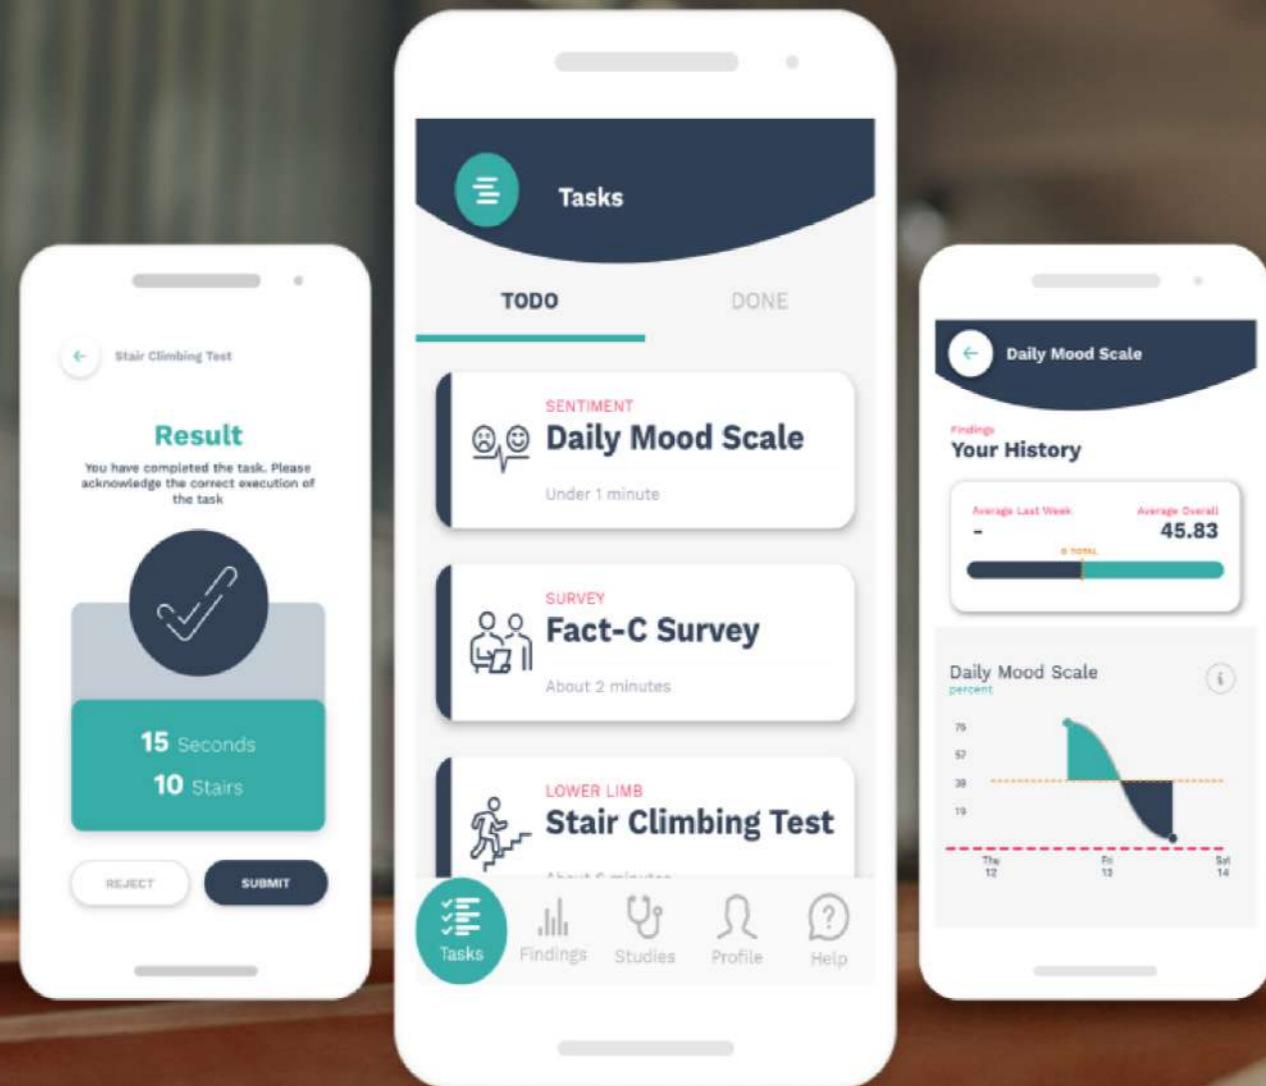 Stair Climbing Test
Result
You have completed the task. Please
acknowledge the correct execution of
the task
15 Seconds
10 Stairs
REJECT
SUBMIT
Tasks
TODO
DONE
SENTIMENT
Daily Mood Scale
Under 1 minute
SURVEY
Fact-C Survey
About 2 minutes
LOWER LIMB
Stair Climbing Test
Tasks
Findings
Studies
Profile
Help
Daily Mood Scale
Findings
Your History
Average Last Week
Average Overall
-
45.83
TOTAL
Daily Mood Scale
percent
57
38
19
Fri
13
Sat
14
12